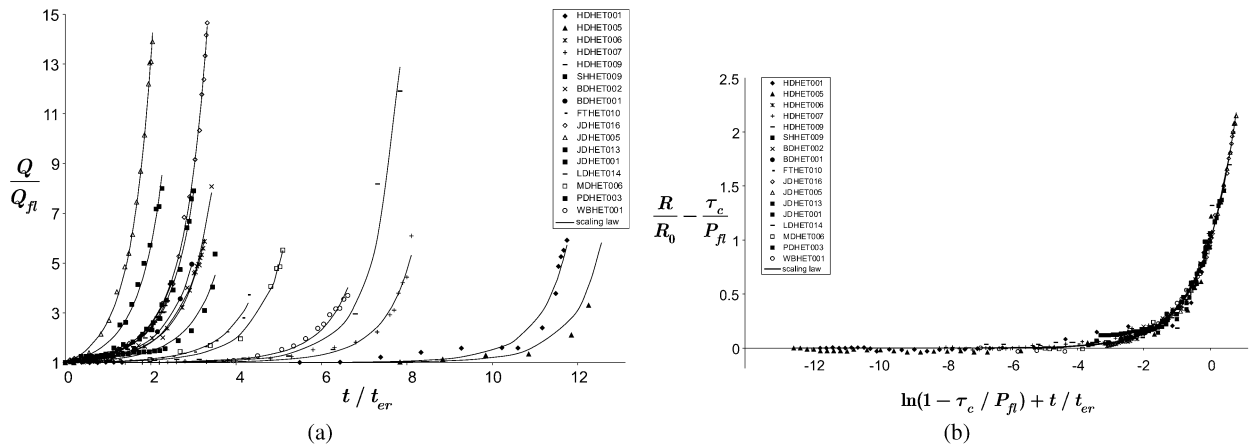 15
13
11
9
7
5
3
1
Q
Q_fl
0
2
4
6
8
10
12
t / t_er
HDHET001
HDHET005
HDHET006
HDHET007
HDHET009
SHHET009
BDHET002
BDHET001
FTHET010
JDHET016
JDHET005
JDHET013
JDHET001
LDHET014
MDHET006
PDHET003
WBHET001
scaling law
(a)
2.5
2
1.5
1
0.5
0
R/R_0 − τ_c/P_fl
-12
-10
-8
-6
-4
-2
0
ln(1 − τ_c / P_fl) + t / t_er
HDHET001
HDHET005
HDHET006
HDHET007
HDHET009
SHHET009
BDHET002
BDHET001
FTHET010
JDHET016
JDHET005
JDHET013
JDHET001
LDHET014
MDHET006
PDHET003
WBHET001
scaling law
(b)